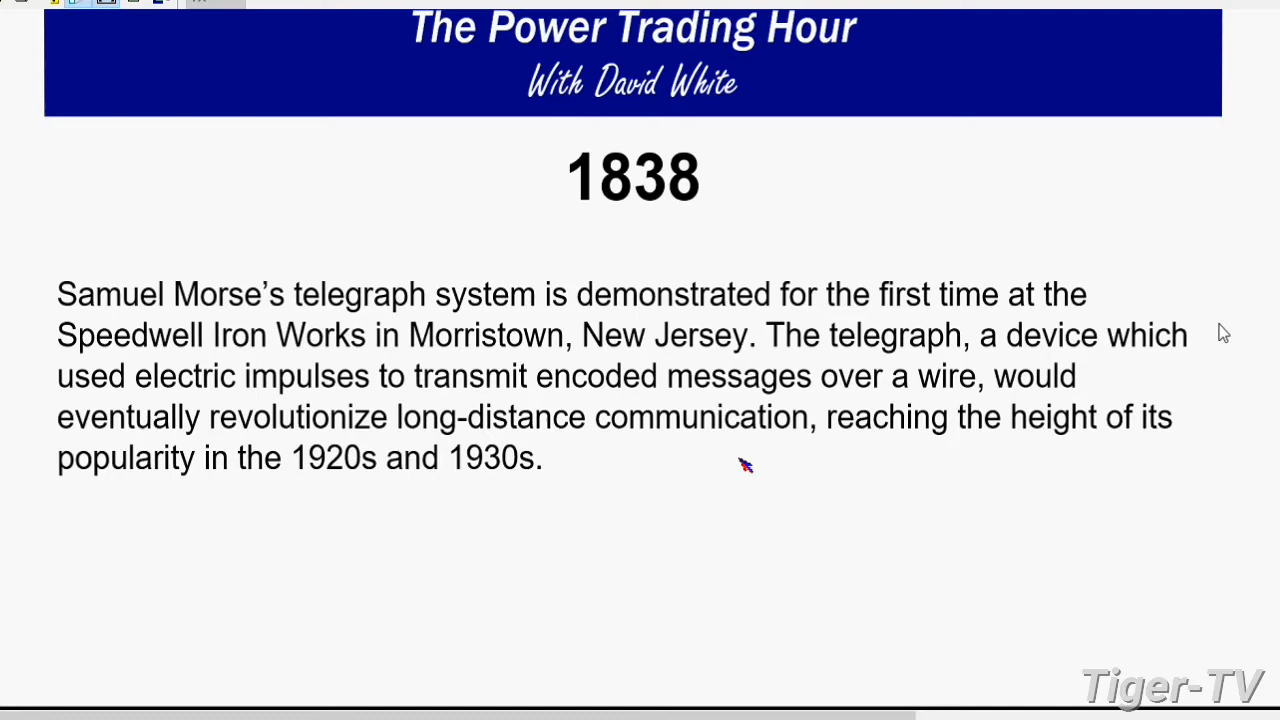 The Power Trading Hour
With David White
1838
Samuel Morse’s telegraph system is demonstrated for the first time at the
Speedwell Iron Works in Morristown, New Jersey. The telegraph, a device which
used electric impulses to transmit encoded messages over a wire, would
eventually revolutionize long-distance communication, reaching the height of its
popularity in the 1920s and 1930s.
Tiger-TV